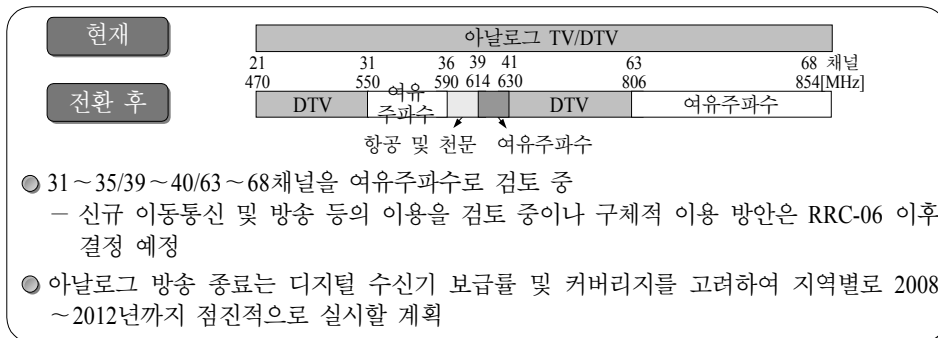 현재
아날로그 TV/DTV
21 31 36 39 41 63 68 채널
470 550 590 614 630 806 854[MHz]
전환 후
DTV 여유 주파수 DTV 여유주파수
항공 및 천문 여유주파수
31～35/39～40/63～68채널을 여유주파수로 검토 중
－ 신규 이동통신 및 방송 등의 이용을 검토 중이나 구체적 이용 방안은 RRC-06 이후
결정 예정
아날로그 방송 종료는 디지털 수신기 보급률 및 커버리지를 고려하여 지역별로 2008
～2012년까지 점진적으로 실시할 계획